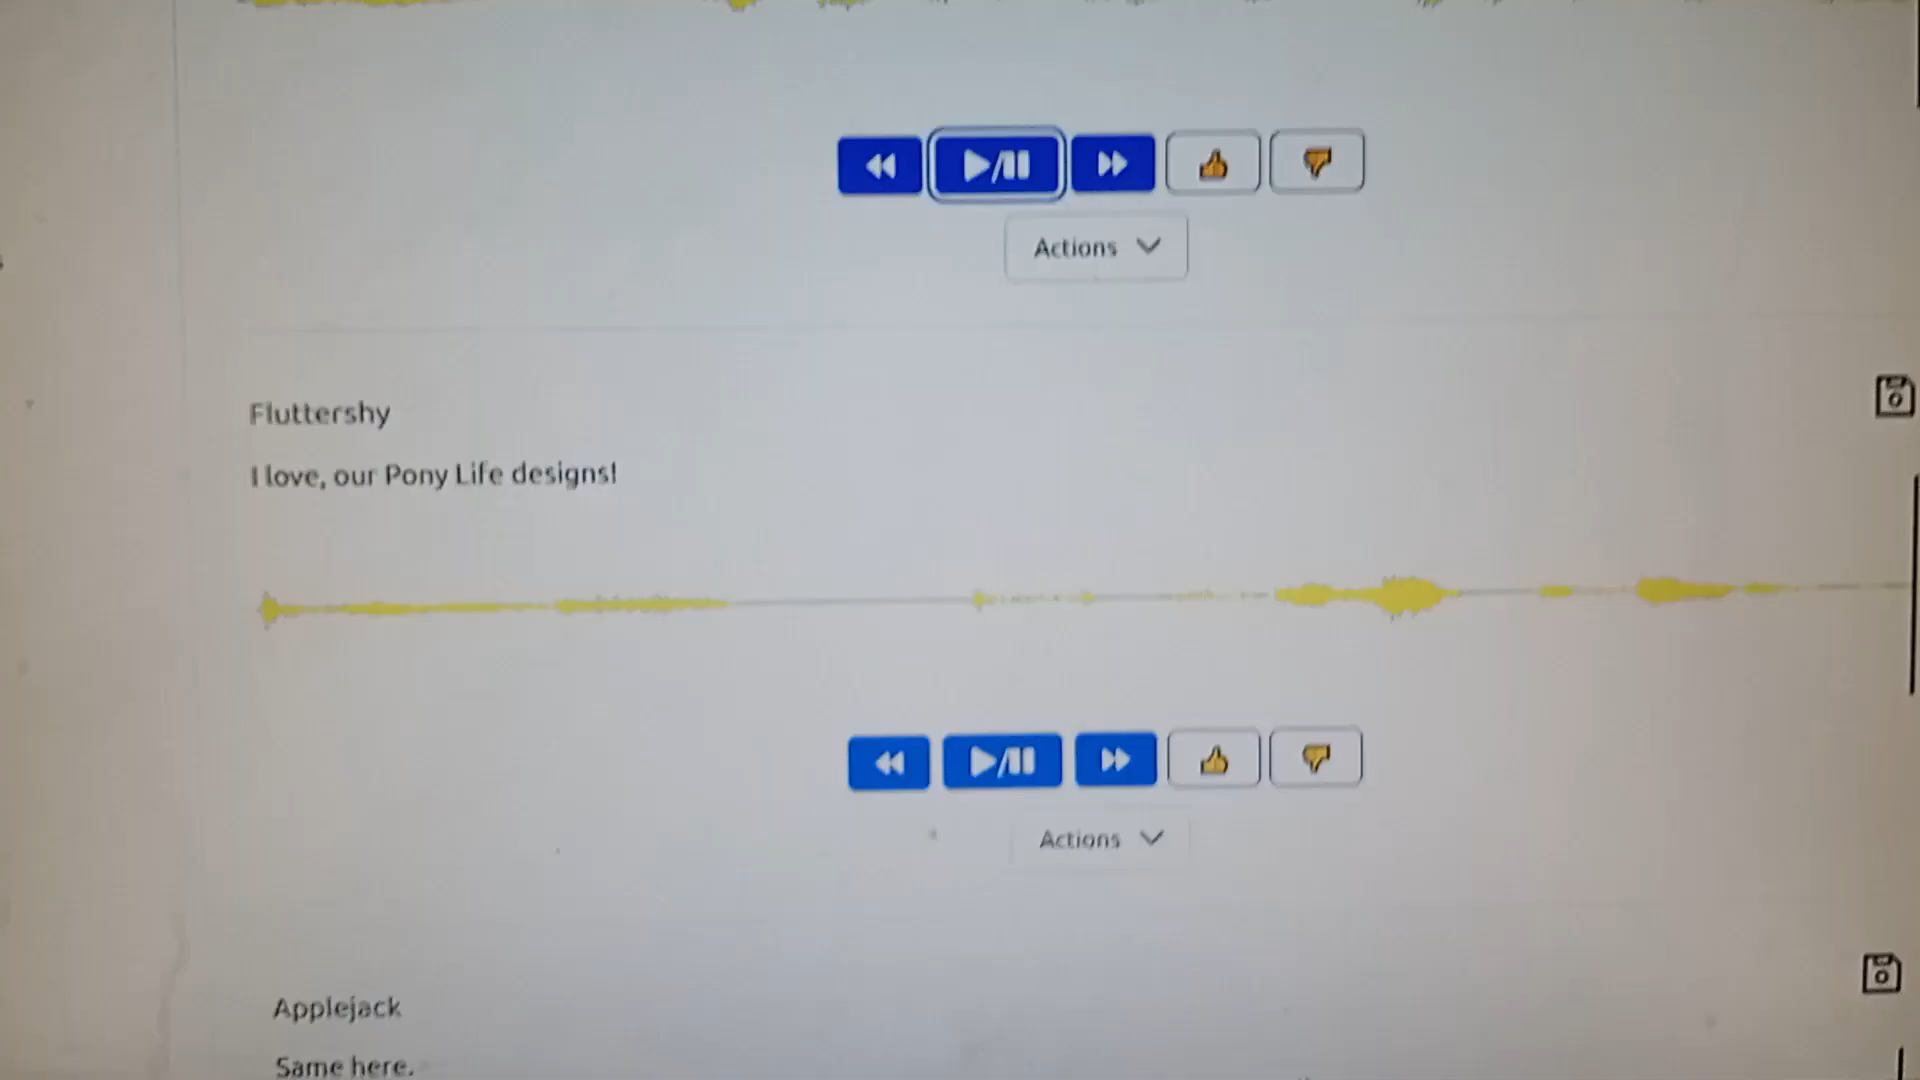 Actions
Fluttershy
I love, our Pony Life designs!
Actions
Applejack
Same here.